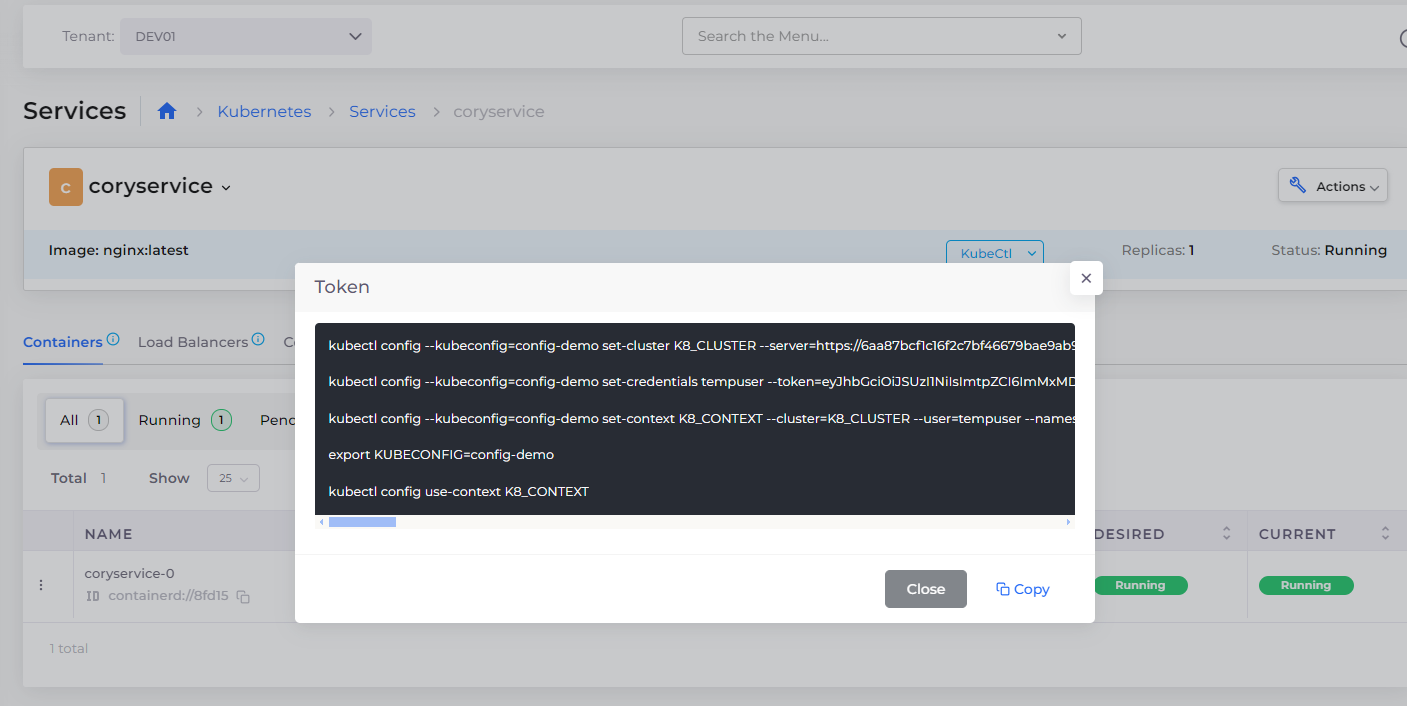 Tenant: DEV01 Search the Menu...
Services Kubernetes Services coryservice
C coryservice Actions
Image: nginx:latest KubeCtl Replicas: 1 Status: Running
Token
kubectl config --kubeconfig=config-demo set-cluster K8_CLUSTER --server=https://6aa87bcf1c16f2c7bf46679bae9ab9
kubectl config --kubeconfig=config-demo set-credentials tempuser --token=eyJhbGciOiJSUzI1NiIsImtpZCI6ImMxMD
kubectl config --kubeconfig=config-demo set-context K8_CONTEXT --cluster=K8_CLUSTER --user=tempuser --names
export KUBECONFIG=config-demo
kubectl config use-context K8_CONTEXT
Close Copy
Containers Load Balancers
All 1 Running 1 Pend
Total 1 Show 25
NAME DESIRED CURRENT
coryservice-0 Running Running
ID containerd://8fd15
1 total